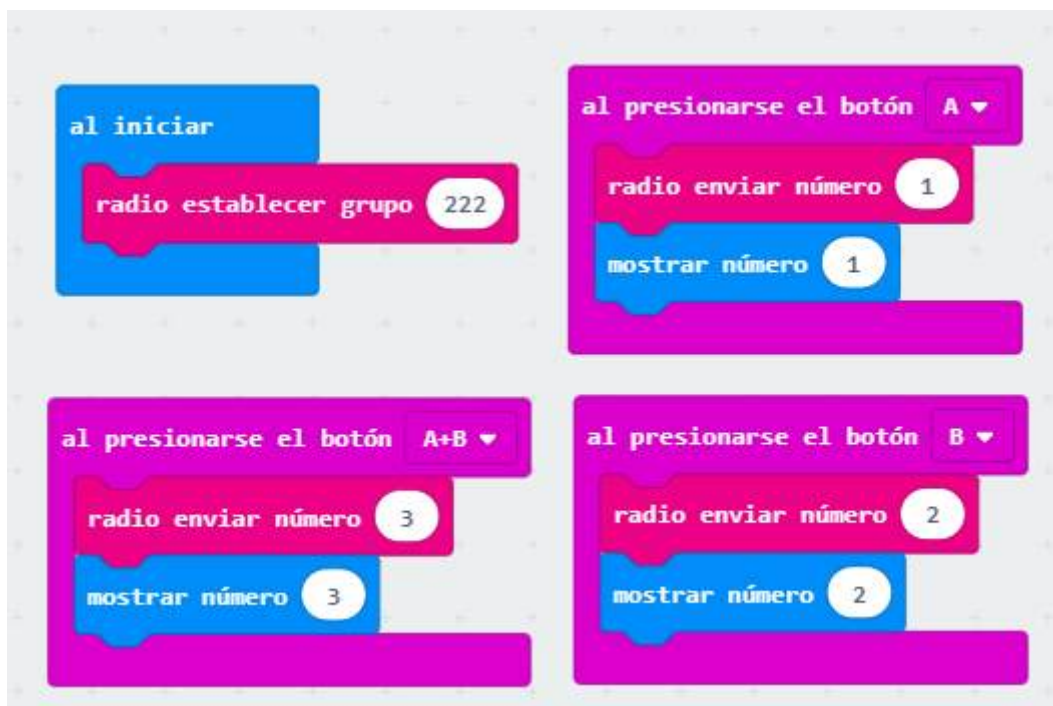 al iniciar
radio establecer grupo 222
al presionarse el botón A
radio enviar número 1
mostrar número 1
al presionarse el botón A+B
radio enviar número 3
mostrar número 3
al presionarse el botón B
radio enviar número 2
mostrar número 2